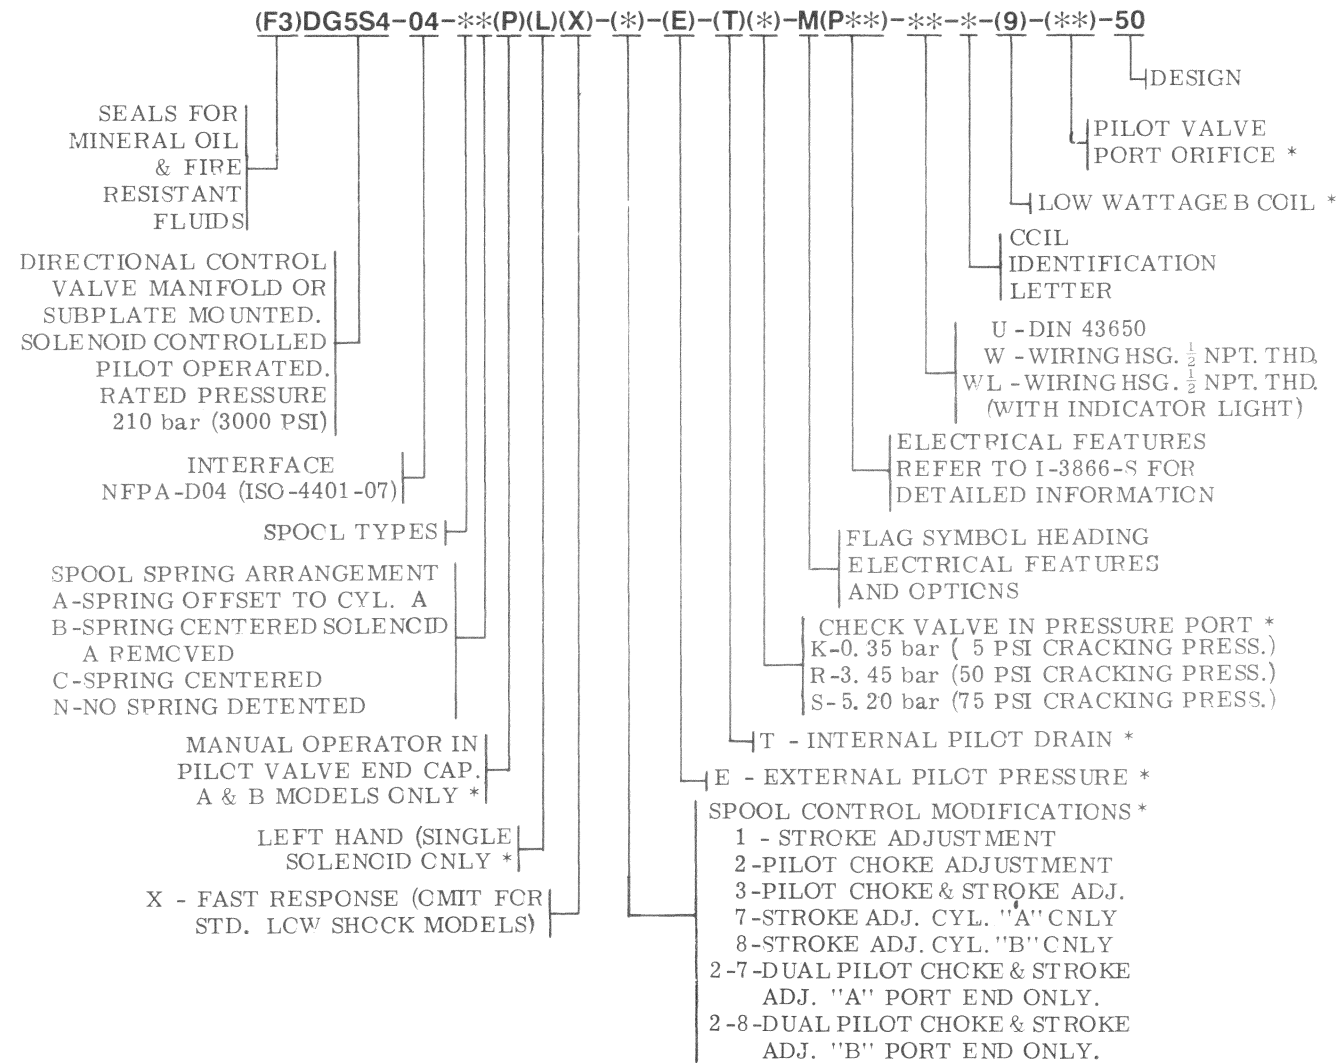 (F3)DG5S4-04-**(P)(L)(X)-(*)-(E)-(T)(*)-M(P**)-**-*-(9)-(**)-50
SEALS FOR
MINERAL OIL
& FIRE
RESISTANT
FLUIDS
DIRECTIONAL CONTROL
VALVE MANIFOLD OR
SUBPLATE MOUNTED.
SOLENOID CONTROLLED
PILOT OPERATED.
RATED PRESSURE
210 bar (3000 PSI)
INTERFACE
NFPA-D04 (ISO-4401-07)
SPOOL TYPES
SPOOL SPRING ARRANGEMENT
A-SPRING OFFSET TO CYL. A
B-SPRING CENTERED SOLENOID
A REMOVED
C-SPRING CENTERED
N-NO SPRING DETENTED
MANUAL OPERATOR IN
PILOT VALVE END CAP.
A & B MODELS ONLY *
LEFT HAND (SINGLE
SOLENOID ONLY *
X - FAST RESPONSE (OMIT FOR
STD. LOW SHOCK MODELS)
DESIGN
PILOT VALVE
PORT ORIFICE *
LOW WATTAGE B COIL *
COIL
IDENTIFICATION
LETTER
U - DIN 43650
W - WIRING HSG. 1/2 NPT. THD.
WL - WIRING HSG. 1/2 NPT. THD.
(WITH INDICATOR LIGHT)
ELECTRICAL FEATURES
REFER TO I-3866-S FOR
DETAILED INFORMATION
FLAG SYMBOL HEADING
ELECTRICAL FEATURES
AND OPTIONS
CHECK VALVE IN PRESSURE PORT *
K-0.35 bar ( 5 PSI CRACKING PRESS.)
R-3.45 bar (50 PSI CRACKING PRESS.)
S-5.20 bar (75 PSI CRACKING PRESS.)
T - INTERNAL PILOT DRAIN *
E - EXTERNAL PILOT PRESSURE *
SPOOL CONTROL MODIFICATIONS *
1 - STROKE ADJUSTMENT
2-PILOT CHOKE ADJUSTMENT
3-PILOT CHOKE & STROKE ADJ.
7-STROKE ADJ. CYL. "A" ONLY
8-STROKE ADJ. CYL. "B" ONLY
2-7-DUAL PILOT CHOKE & STROKE
ADJ. "A" PORT END ONLY.
2-8-DUAL PILOT CHOKE & STROKE
ADJ. "B" PORT END ONLY.